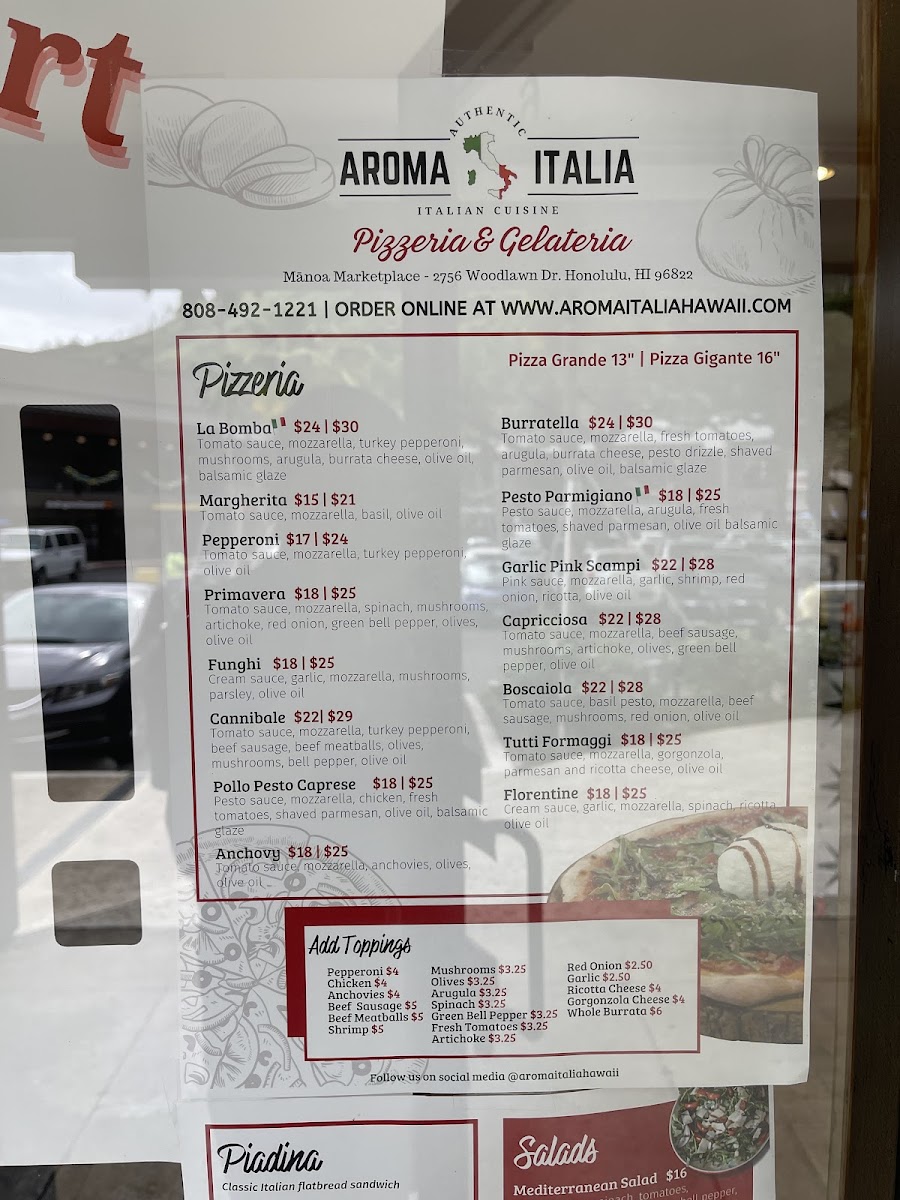 rt
AUTHENTIC
AROMA ITALIA
ITALIAN CUISINE
Pizzeria & Gelateria
Mānoa Marketplace - 2756 Woodlawn Dr. Honolulu, HI 96822
808-492-1221 | ORDER ONLINE AT WWW.AROMAITALIAHAWAII.COM
Pizza Grande 13" | Pizza Gigante 16"
Pizzeria
La Bomba $24 | $30
Tomato sauce, mozzarella, turkey pepperoni,
mushrooms, arugula, burrata cheese, olive oil,
balsamic glaze
Margherita $15 | $21
Tomato sauce, mozzarella, basil, olive oil
Pepperoni $17 | $24
Tomato sauce, mozzarella, turkey pepperoni,
olive oil
Primavera $18 | $25
Tomato sauce, mozzarella, spinach, mushrooms,
artichoke, red onion, green bell pepper, olives,
olive oil
Funghi $18 | $25
Cream sauce, garlic, mozzarella, mushrooms,
parsley, olive oil
Cannibale $22| $29
Tomato sauce, mozzarella, turkey pepperoni,
beef sausage, beef meatballs, olives,
mushrooms, bell pepper, olive oil
Pollo Pesto Caprese $18 | $25
Pesto sauce, mozzarella, chicken, fresh
tomatoes, shaved parmesan, olive oil, balsamic
glaze
Anchovy $18 | $25
Tomato sauce, mozzarella, anchovies, olives,
olive oil
Burratella $24 | $30
Tomato sauce, mozzarella, fresh tomatoes,
arugula, burrata cheese, pesto drizzle, shaved
parmesan, olive oil, balsamic glaze
Pesto Parmigiano $18 | $25
Pesto sauce, mozzarella, arugula, fresh
tomatoes, shaved parmesan, olive oil balsamic
glaze
Garlic Pink Scampi $22 | $28
Pink sauce, mozzarella, garlic, shrimp, red
onion, ricotta, olive oil
Capricciosa $22 | $28
Tomato sauce, mozzarella, beef sausage,
mushrooms, artichoke, olives, green bell
pepper, olive oil
Boscaiola $22 | $28
Tomato sauce, basil pesto, mozzarella, beef
sausage, mushrooms, red onion, olive oil
Tutti Formaggi $18 | $25
Tomato sauce, mozzarella, gorgonzola,
parmesan and ricotta cheese, olive oil
Florentine $18 | $25
Cream sauce, garlic, mozzarella, spinach, ricotta
olive oil
Add Toppings
Pepperoni $4
Chicken $4
Anchovies $4
Beef Sausage $5
Beef Meatballs $5
Shrimp $5
Mushrooms $3.25
Olives $3.25
Arugula $3.25
Spinach $3.25
Green Bell Pepper $3.25
Fresh Tomatoes $3.25
Artichoke $3.25
Red Onion $2.50
Garlic $2.50
Ricotta Cheese $4
Gorgonzola Cheese $4
Whole Burrata $6
Follow us on social media @aromaitaliahawaii
Piadina
Classic Italian flatbread sandwich
Salads
Mediterranean Salad $16
spinach, tomatoes,
bell pepper,